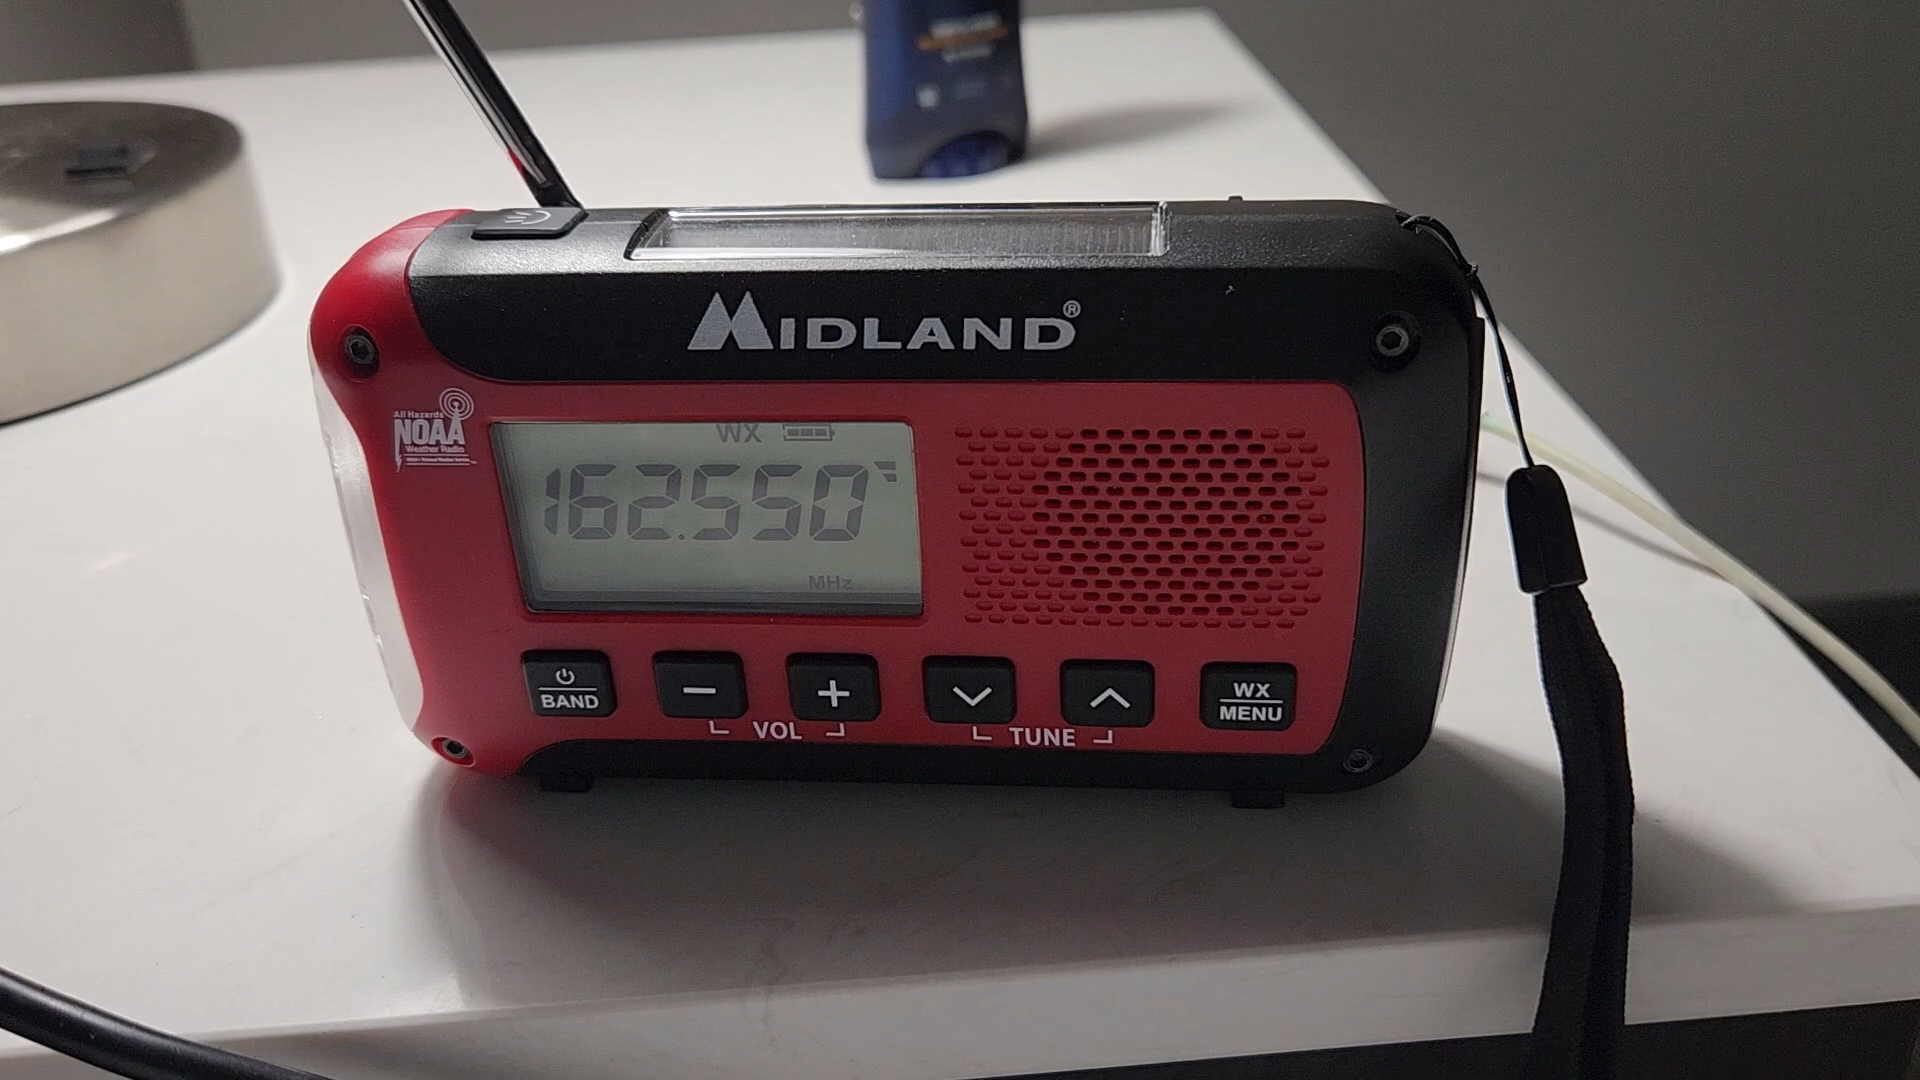 MIDLAND®
All Hazards
NOAA
Weather Radio
WX
162.550
MHz
BAND
− +
VOL
TUNE
WX
MENU